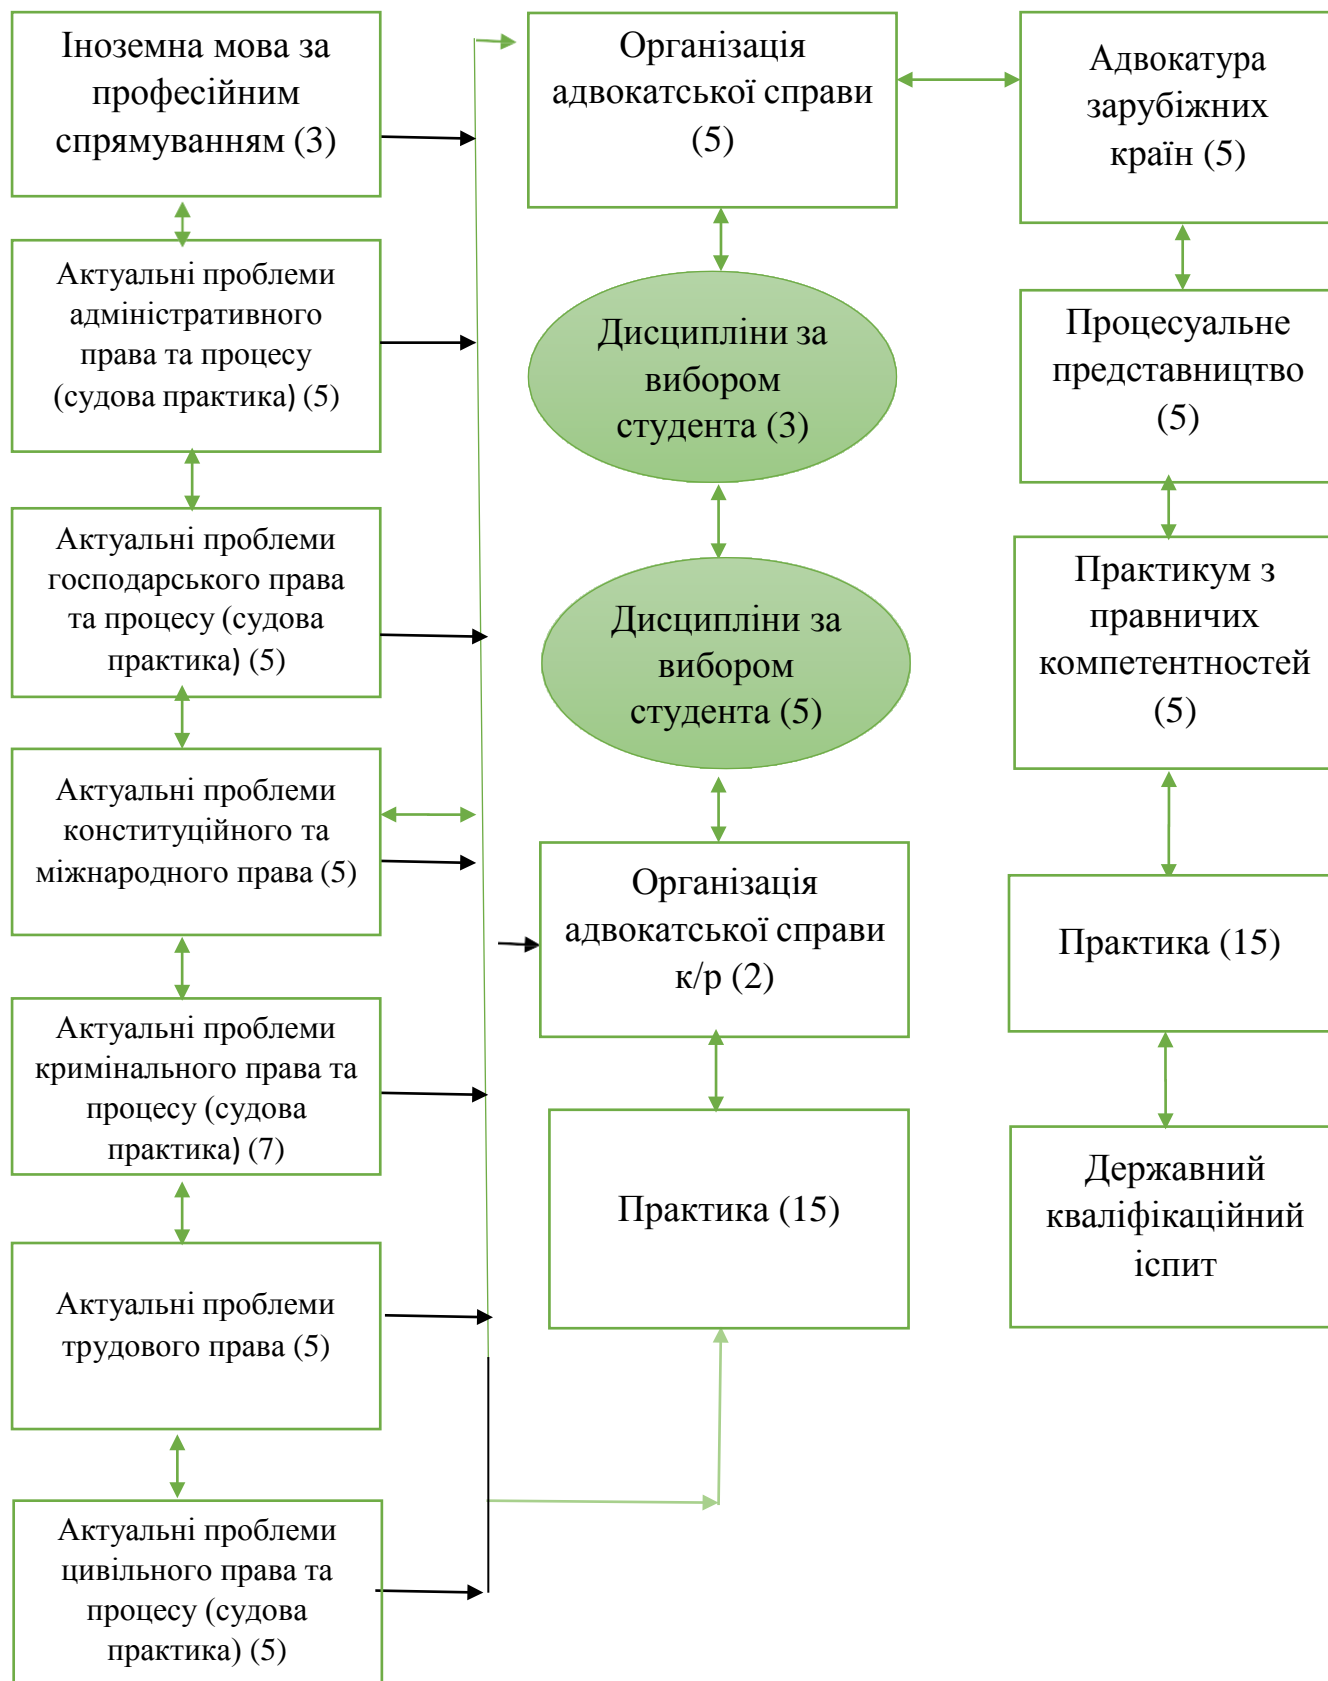 Іноземна мова за
професійним
спрямуванням (3)
Актуальні проблеми
адміністративного
права та процесу
(судова практика) (5)
Актуальні проблеми
господарського права
та процесу (судова
практика) (5)
Актуальні проблеми
конституційного та
міжнародного права (5)
Актуальні проблеми
кримінального права та
процесу (судова
практика) (7)
Актуальні проблеми
трудового права (5)
Актуальні проблеми
цивільного права та
процесу (судова
практика) (5)
Організація
адвокатської справи
(5)
Дисципліни за
вибором
студента (3)
Дисципліни за
вибором
студента (5)
Організація
адвокатської справи
к/р (2)
Практика (15)
Адвокатура
зарубіжних
країн (5)
Процесуальне
представництво
(5)
Практикум з
правничих
компетентностей
(5)
Практика (15)
Державний
кваліфікаційний
іспит